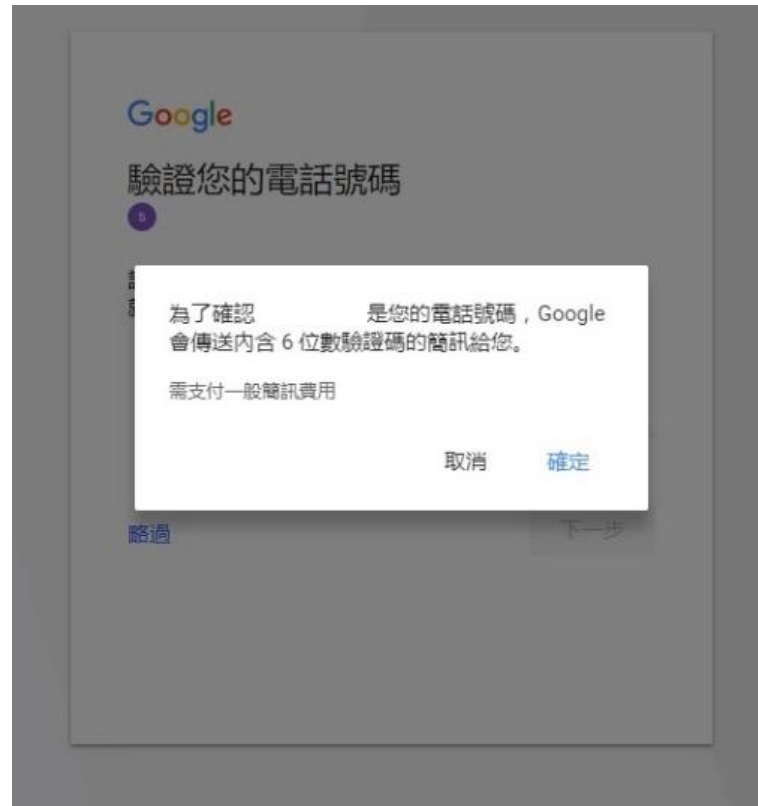 Google
驗證您的電話號碼
為了確認 是您的電話號碼，Google
會傳送內含 6 位數驗證碼的簡訊給您。
需支付一般簡訊費用
取消 確定
略過 下一步